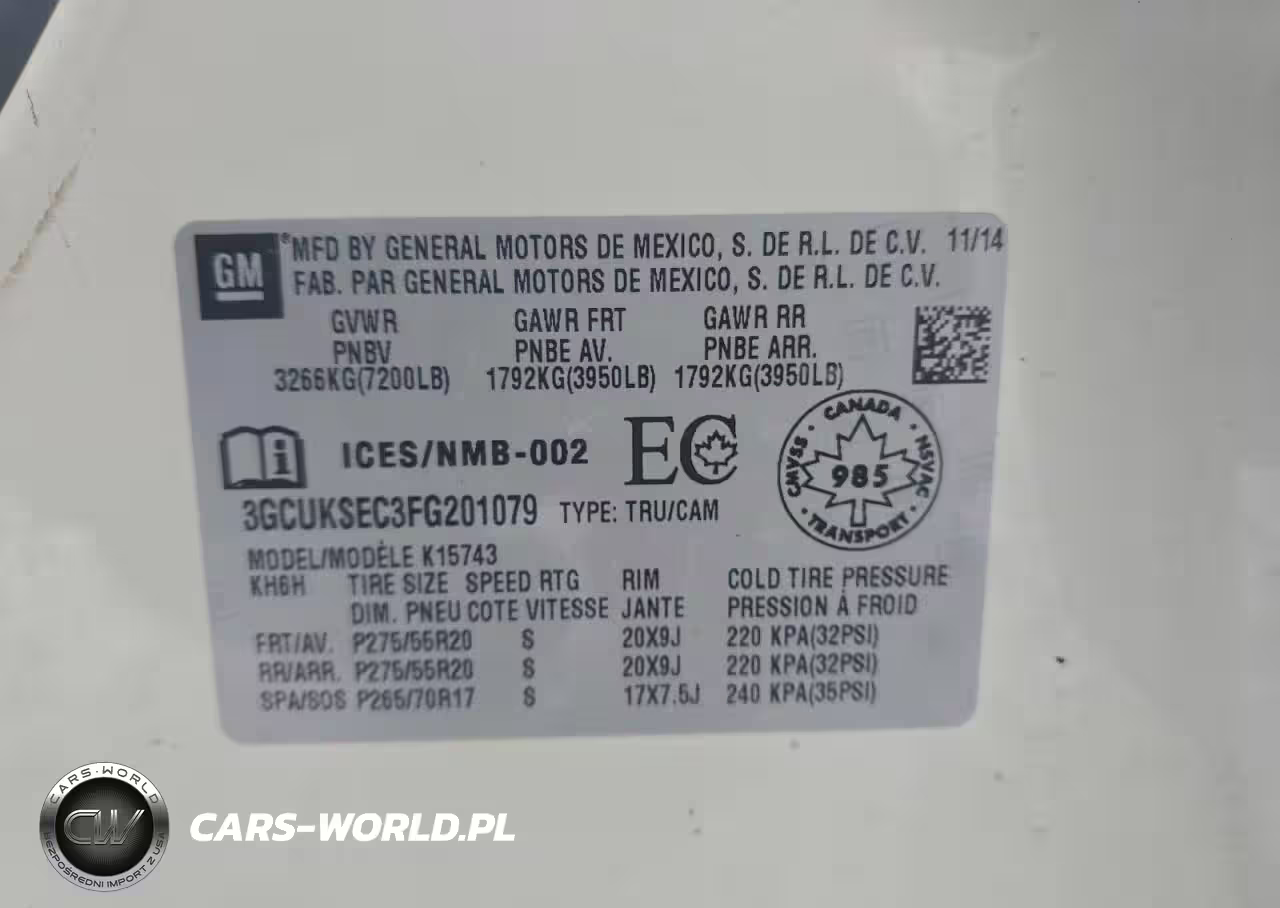 GM
MFD BY GENERAL MOTORS DE MEXICO, S. DE R.L. DE C.V. 11/14
FAB. PAR GENERAL MOTORS DE MEXICO, S. DE R.L. DE C.V.
GVWR GAWR FRT GAWR RR
PNBV PNBE AV. PNBE ARR.
3266KG(7200LB) 1792KG(3950LB) 1792KG(3950LB)
i ICES/NMB-002 EC
CANADA
CMVSS 985 NSVAC
TRANSPORT
3GCUKSEC3FG201079 TYPE: TRU/CAM
MODEL/MODÈLE K15743
KH6H TIRE SIZE SPEED RTG RIM COLD TIRE PRESSURE
DIM. PNEU COTE VITESSE JANTE PRESSION À FROID
FRT/AV. P275/55R20 S 20X9J 220 KPA(32PSI)
RR/ARR. P275/55R20 S 20X9J 220 KPA(32PSI)
SPA/SOS P265/70R17 S 17X7.5J 240 KPA(35PSI)
CARS-WORLD
CW
BEZPOŚREDNI IMPORT Z USA
CARS-WORLD.PL